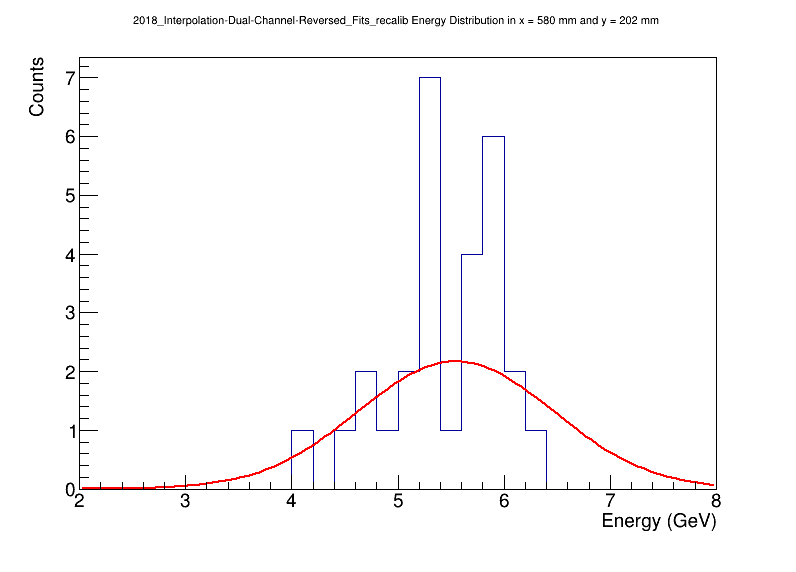 2018_Interpolation-Dual-Channel-Reversed_Fits_recalib Energy Distribution in x = 580 mm and y = 202 mm
Counts
7
6
5
4
3
2
1
0
2 3 4 5 6 7 8
Energy (GeV)